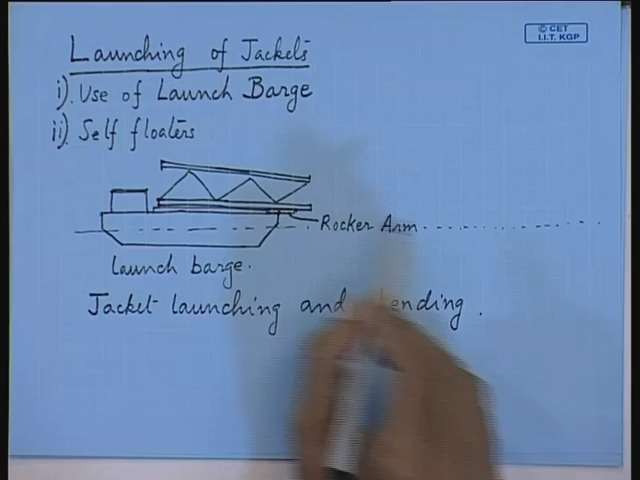 © CET
I.I.T. KGP
Launching of Jackets
i). Use of Launch Barge
ii). Self floaters
Rocker Arm
launch barge.
Jacket launching and